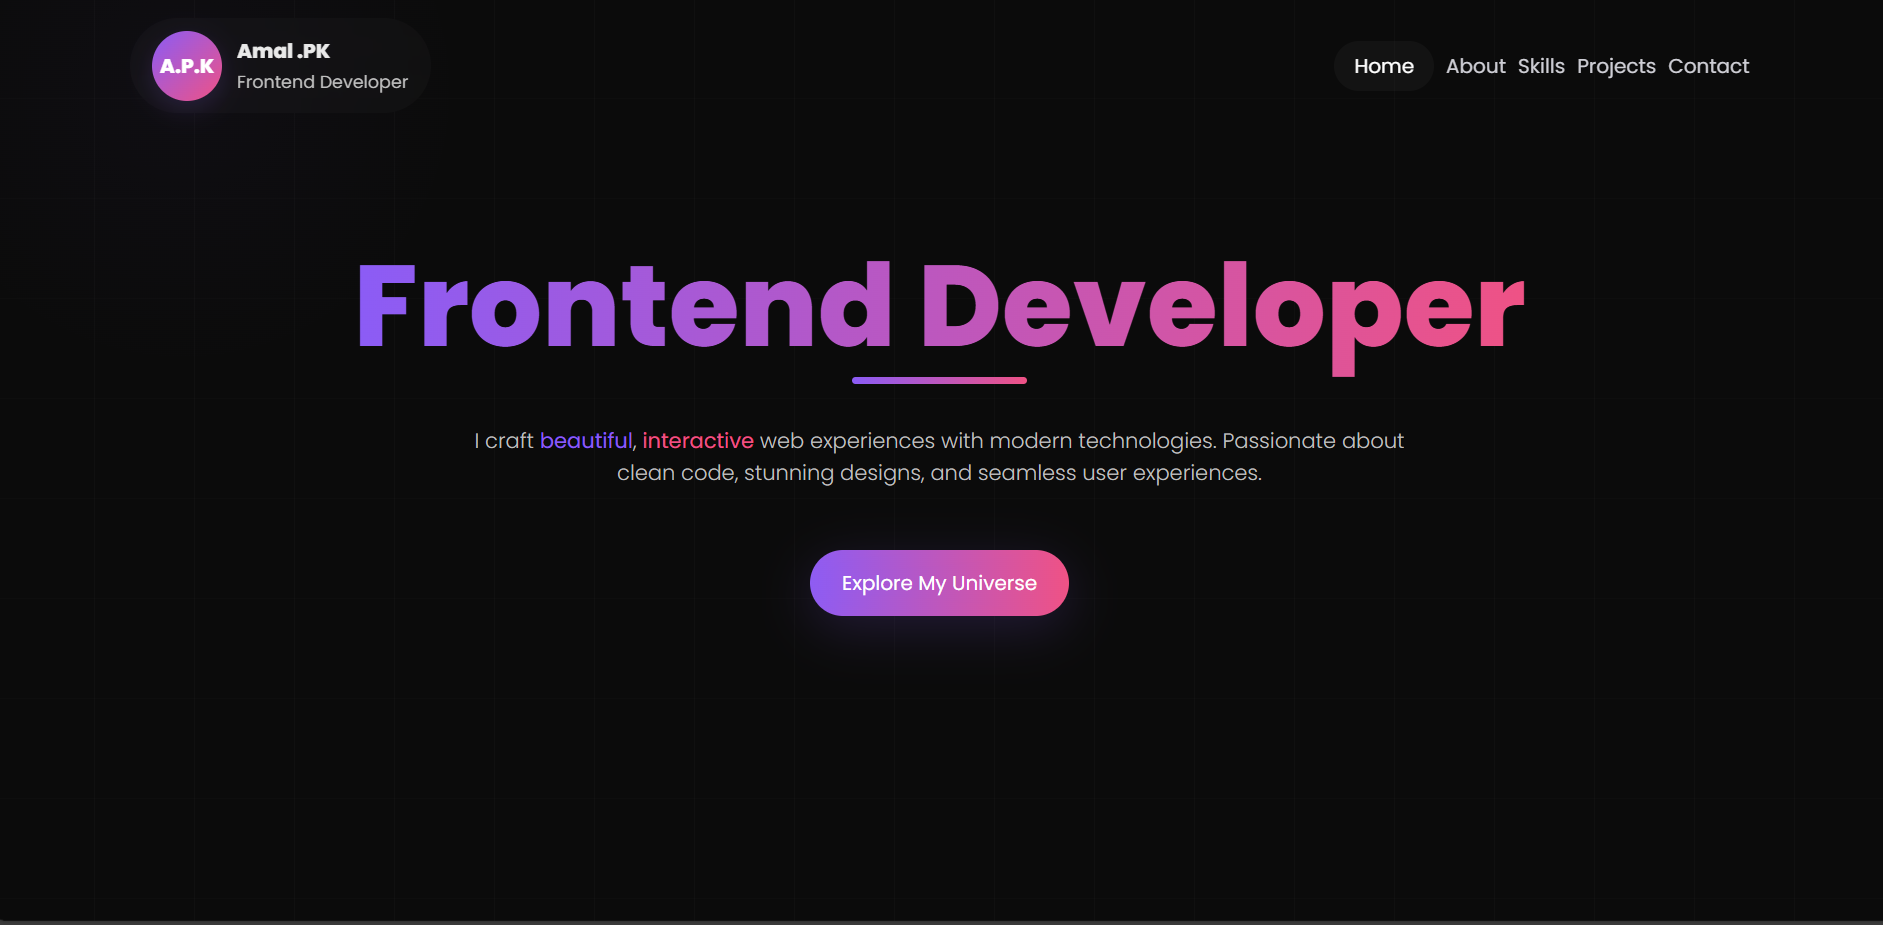 A.P.K
Amal .PK
Frontend Developer
Home About Skills Projects Contact
Frontend Developer
I craft beautiful, interactive web experiences with modern technologies. Passionate about
clean code, stunning designs, and seamless user experiences.
Explore My Universe